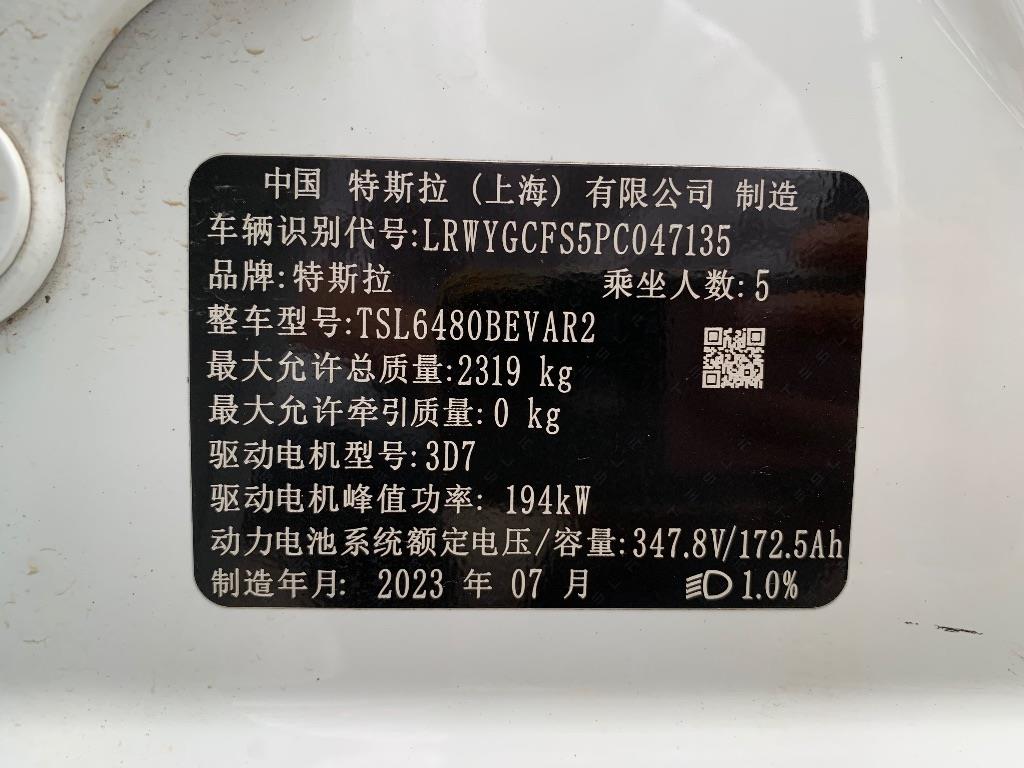 中国 特斯拉 (上海) 有限公司 制造
车辆识别代号:LRWYGCFS5PC047135
品牌:特斯拉 乘坐人数:5
整车型号:TSL6480BEVAR2
最大允许总质量:2319 kg
最大允许牵引质量:0 kg
驱动电机型号:3D7
驱动电机峰值功率: 194kW
动力电池系统额定电压/容量:347.8V/172.5Ah
制造年月: 2023 年 07 月 1.0%